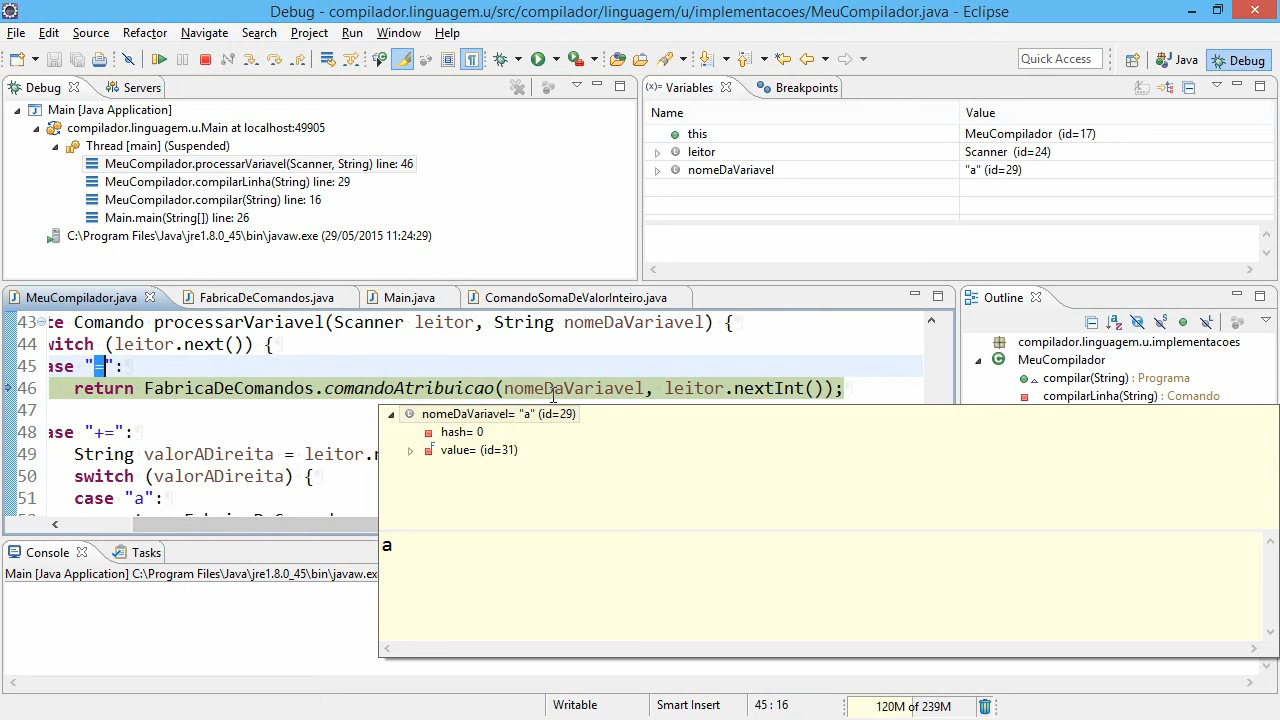 Debug - compilador.linguagem.u/src/compilador/linguagem/u/implementacoes/MeuCompilador.java - Eclipse
File Edit Source Refactor Navigate Search Project Run Window Help
Quick Access Java Debug
Debug Servers
Main [Java Application]
compilador.linguagem.u.Main at localhost:49905
Thread [main] (Suspended)
MeuCompilador.processarVariavel(Scanner, String) line: 46
MeuCompilador.compilarLinha(String) line: 29
MeuCompilador.compilar(String) line: 16
Main.main(String[]) line: 26
C:\Program Files\Java\jre1.8.0_45\bin\javaw.exe (29/05/2015 11:24:29)
(x)= Variables Breakpoints
Name Value
this MeuCompilador (id=17)
leitor Scanner (id=24)
nomeDaVariavel "a" (id=29)
MeuCompilador.java FabricaDeComandos.java Main.java ComandoSomaDeValorInteiro.java
43 te Comando processarVariavel(Scanner leitor, String nomeDaVariavel) {
44 witch (leitor.next()) {
45 ase "=":
46 return FabricaDeComandos.comandoAtribuicao(nomeDaVariavel, leitor.nextInt());
47
48 ase "+=":
49 String valorADireita = leitor.n
50 switch (valorADireita) {
51 case "a":
nomeDaVariavel= "a" (id=29)
hash= 0
value= (id=31)
a
Outline
compilador.linguagem.u.implementacoes
MeuCompilador
compilar(String) : Programa
compilarLinha(String) : Comando
Console Tasks
Main [Java Application] C:\Program Files\Java\jre1.8.0_45\bin\javaw.exe
Writable Smart Insert 45 : 16 120M of 239M